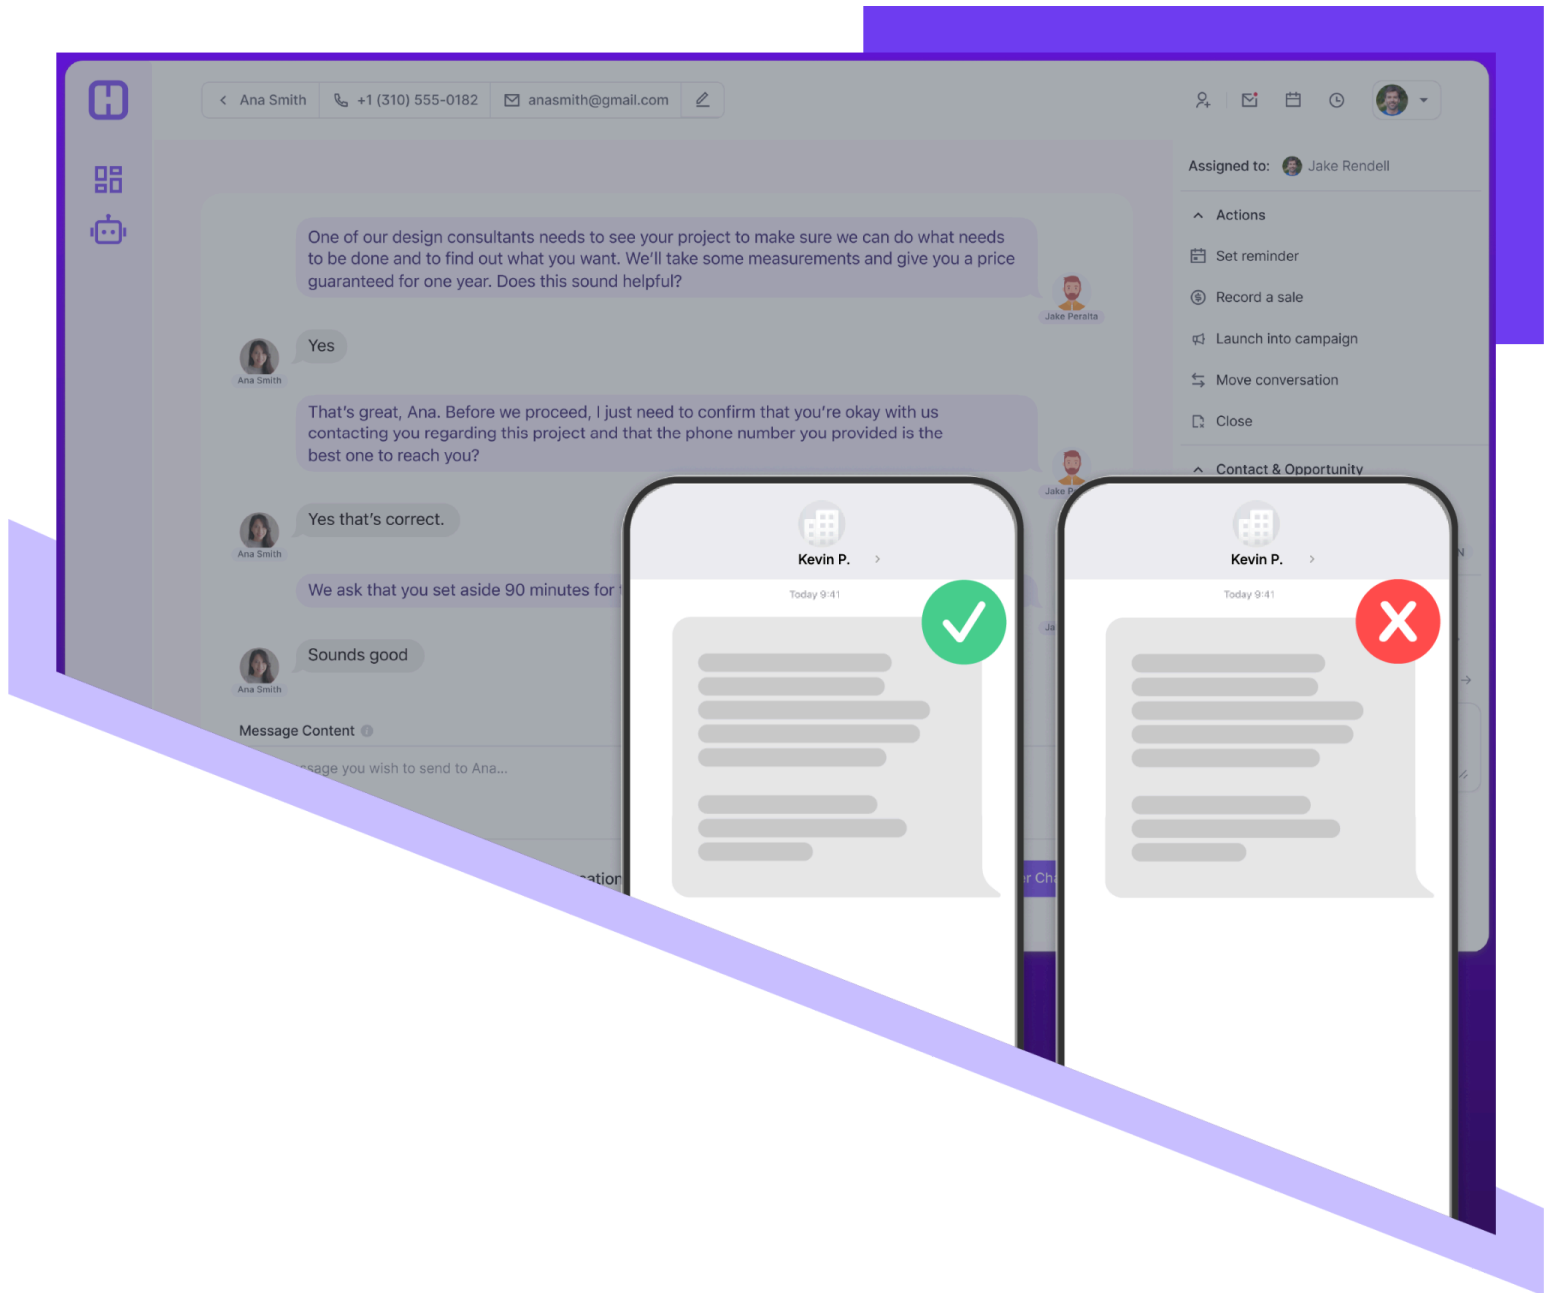 Ana Smith
+1 (310) 555-0182
anasmith@gmail.com
Assigned to:
Jake Rendell
Actions
Set reminder
Record a sale
Launch into campaign
Move conversation
Close
Contact & Opportunity
One of our design consultants needs to see your project to make sure we can do what needs
to be done and to find out what you want. We'll take some measurements and give you a price
guaranteed for one year. Does this sound helpful?
Jake Peralta
Yes
Ana Smith
That's great, Ana. Before we proceed, I just need to confirm that you're okay with us
contacting you regarding this project and that the phone number you provided is the
best one to reach you?
Jake
Yes that's correct.
Ana Smith
We ask that you set aside 90 minutes for
Sounds good
Ana Smith
Message Content
you wish to send to Ana...
Kevin P.
Today 9:41
Kevin P.
Today 9:41